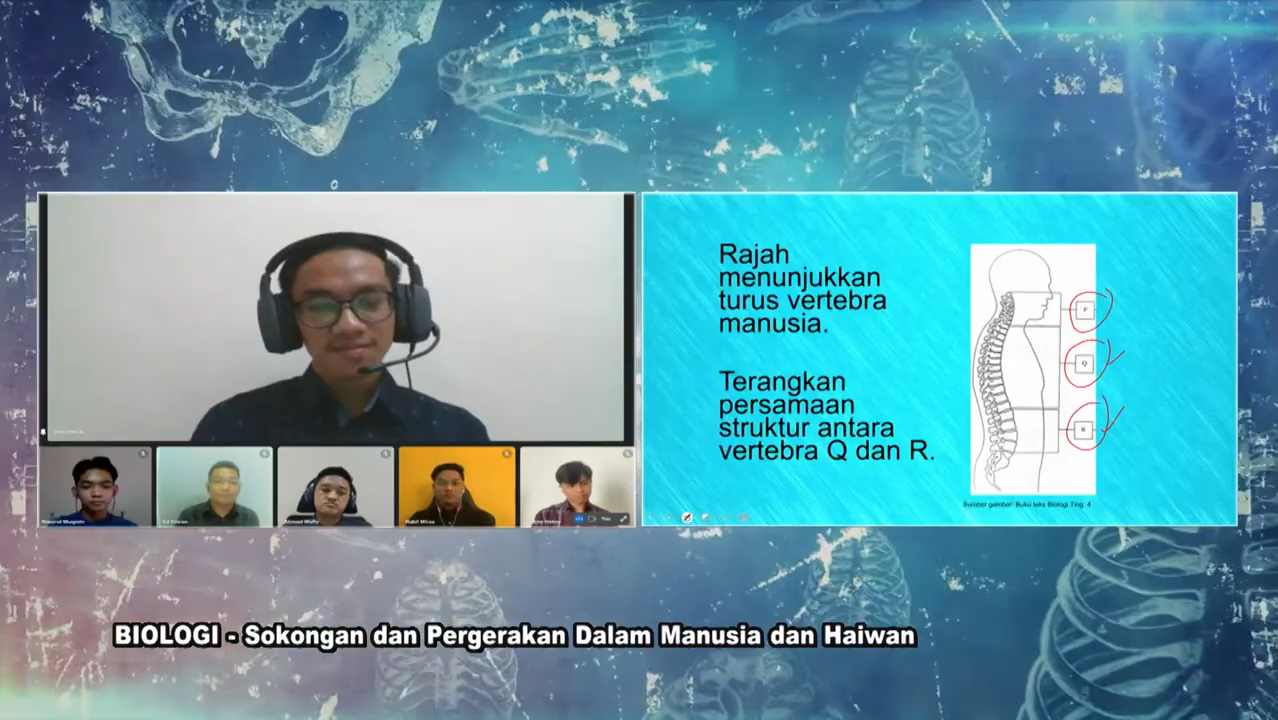 Rajah
menunjukkan
turus vertebra
manusia.
Terangkan
persamaan
struktur antara
vertebra Q dan R.
P
Q
R
Sumber gambar: Buku teks Biologi Ting. 4
BIOLOGI - Sokongan dan Pergerakan Dalam Manusia dan Haiwan